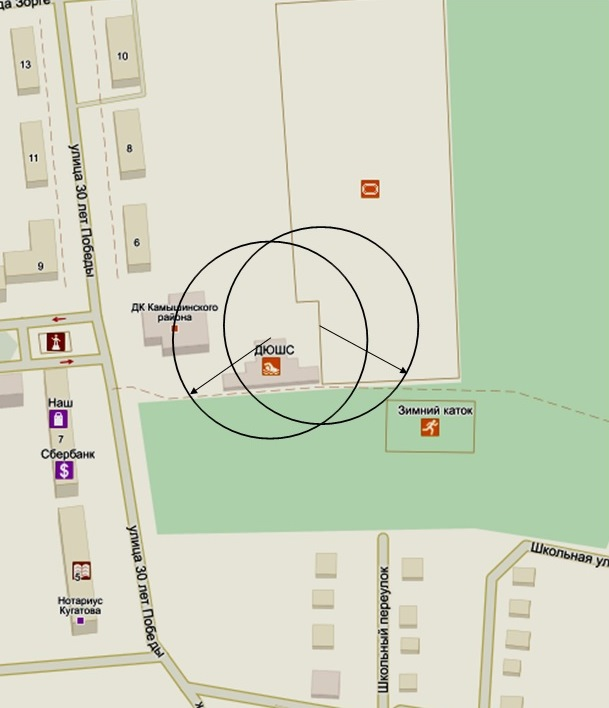 да Зорге
13
10
11
8
улица 30 лет Победы
6
9
ДК Камышинского
района
ДЮШС
Наш
7
Сбербанк
$
Зимний каток
улица 30 лет Победы
5
Нотариус
Кугатова
Школьный переулок
Школьная ул